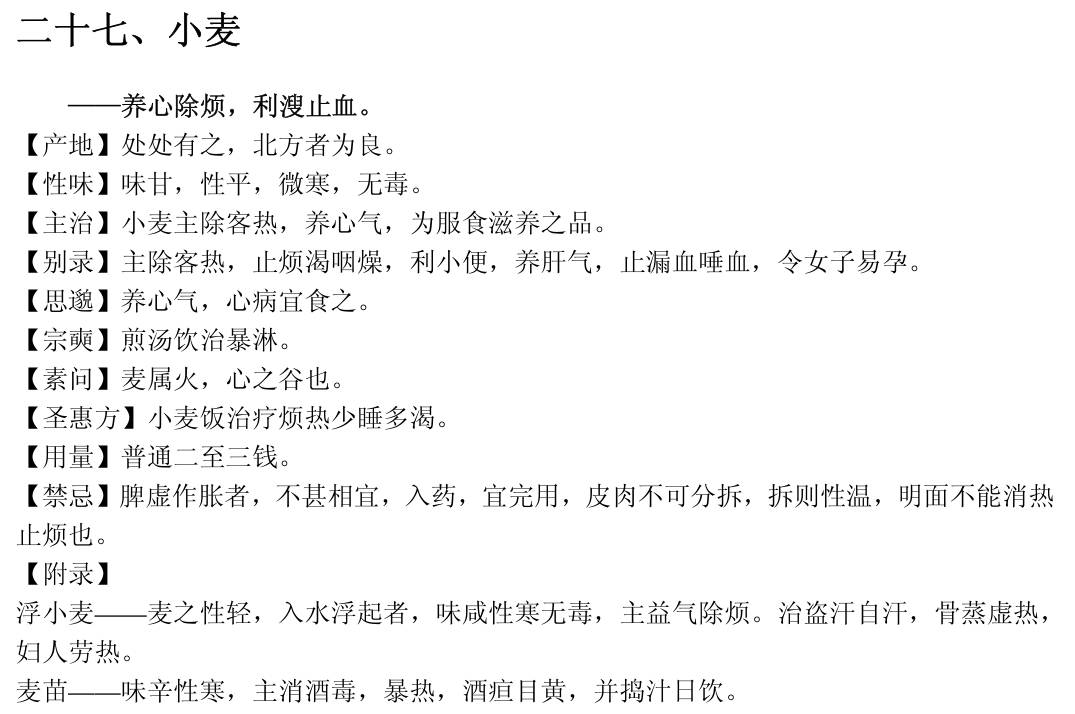 二十七、小麦
——养心除烦，利溲止血。
【产地】处处有之，北方者为良。
【性味】味甘，性平，微寒，无毒。
【主治】小麦主除客热，养心气，为服食滋养之品。
【别录】主除客热，止烦渴咽燥，利小便，养肝气，止漏血唾血，令女子易孕。
【思邈】养心气，心病宜食之。
【宗奭】煎汤饮治暴淋。
【素问】麦属火，心之谷也。
【圣惠方】小麦饭治疗烦热少睡多渴。
【用量】普通二至三钱。
【禁忌】脾虚作胀者，不甚相宜，入药，宜完用，皮肉不可分拆，拆则性温，明面不能消热
止烦也。
【附录】
浮小麦——麦之性轻，入水浮起者，味咸性寒无毒，主益气除烦。治盗汗自汗，骨蒸虚热，
妇人劳热。
麦苗——味辛性寒，主消酒毒，暴热，酒疸目黄，并捣汁日饮。